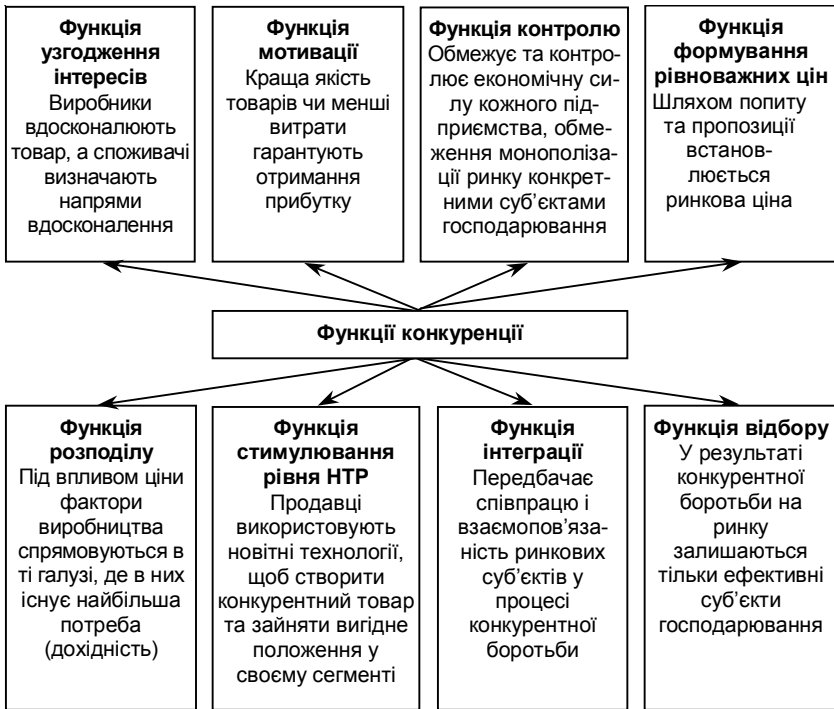 Функція
узгодження
інтересів
Виробники
вдосконалюють
товар, а споживачі
визначають
напрями
вдосконалення
Функція
мотивації
Краща якість
товарів чи менші
витрати
гарантують
отримання
прибутку
Функція контролю
Обмежує та контро-
лює економічну си-
лу кожного під-
приємства, обме-
ження монополіза-
ції ринку конкрет-
ними суб’єктами
господарювання
Функція
формування
рівноважних цін
Шляхом попиту
та пропозиції
встанов-
люється
ринкова ціна
Функції конкуренції
Функція
розподілу
Під впливом ціни
фактори
виробництва
спрямовуються в
ті галузі, де в них
існує найбільша
потреба
(дохідність)
Функція
стимулювання
рівня НТР
Продавці
використовують
новітні технології,
щоб створити
конкурентний товар
та зайняти вигідне
положення у
своєму сегменті
Функція
інтеграції
Передбачає
співпрацю і
взаємопов’яза-
ність ринкових
суб’єктів у
процесі
конкурентної
боротьби
Функція відбору
У результаті
конкурентної
боротьби на
ринку
залишаються
тільки ефективні
суб’єкти
господарювання